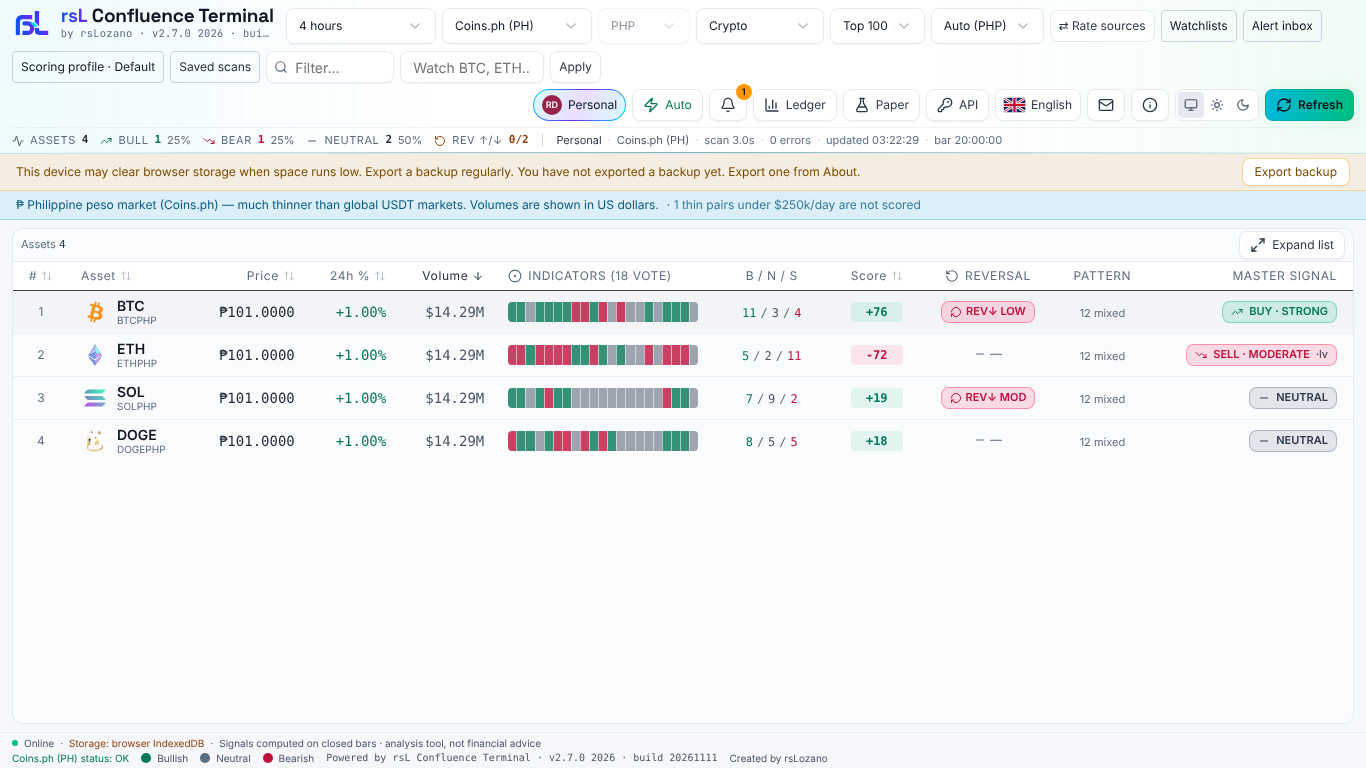 rsL Confluence Terminal
by rsLozano · v2.7.0 2026 · bui…
4 hours
Coins.ph (PH)
PHP
Crypto
Top 100
Auto (PHP)
⇄ Rate sources
Watchlists
Alert inbox
Scoring profile · Default
Saved scans
Filter...
Watch BTC, ETH..
Apply
RD Personal
Auto
1
Ledger
Paper
API
English
Refresh
ASSETS 4 BULL 1 25% BEAR 1 25% NEUTRAL 2 50% REV ↑/↓ 0/2 Personal · Coins.ph (PH) · scan 3.0s · 0 errors · updated 03:22:29 · bar 20:00:00
This device may clear browser storage when space runs low. Export a backup regularly. You have not exported a backup yet. Export one from About.
Export backup
₱ Philippine peso market (Coins.ph) — much thinner than global USDT markets. Volumes are shown in US dollars. · 1 thin pairs under $250k/day are not scored
Assets 4
Expand list
# ↑↓ Asset ↑↓ Price ↑↓ 24h % ↑↓ Volume ↓ INDICATORS (18 VOTE) B / N / S Score ↑↓ REVERSAL PATTERN MASTER SIGNAL
1 BTC BTCPHP ₱101.0000 +1.00% $14.29M 11 / 3 / 4 +76 REV↓ LOW 12 mixed BUY · STRONG
2 ETH ETHPHP ₱101.0000 +1.00% $14.29M 5 / 2 / 11 -72 — — 12 mixed SELL · MODERATE ·lv
3 SOL SOLPHP ₱101.0000 +1.00% $14.29M 7 / 9 / 2 +19 REV↓ MOD 12 mixed — NEUTRAL
4 DOGE DOGEPHP ₱101.0000 +1.00% $14.29M 8 / 5 / 5 +18 — — 12 mixed — NEUTRAL
Online · Storage: browser IndexedDB · Signals computed on closed bars · analysis tool, not financial advice
Coins.ph (PH) status: OK Bullish Neutral Bearish Powered by rsL Confluence Terminal · v2.7.0 2026 · build 20261111 Created by rsLozano